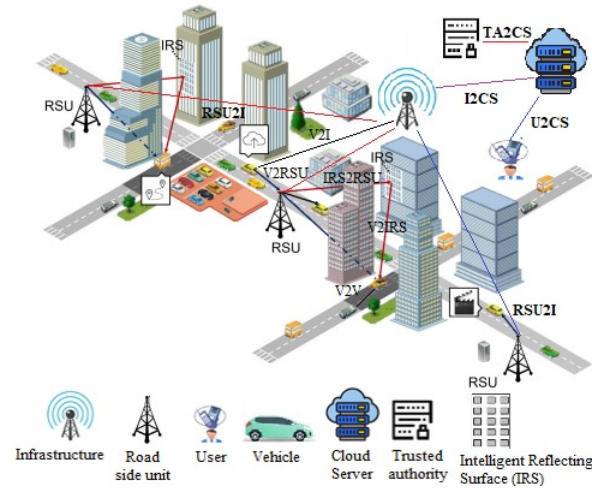 TA2CS
IRS
RSU
RSU2I
I2CS
V2I
U2CS
V2RSU
IRS2RSU
IRS
RSU
V2IRS
V2V
RSU2I
RSU
Infrastructure
Road
side unit
User
Vehicle
Cloud
Server
Trusted
authority
Intelligent Reflecting
Surface (IRS)